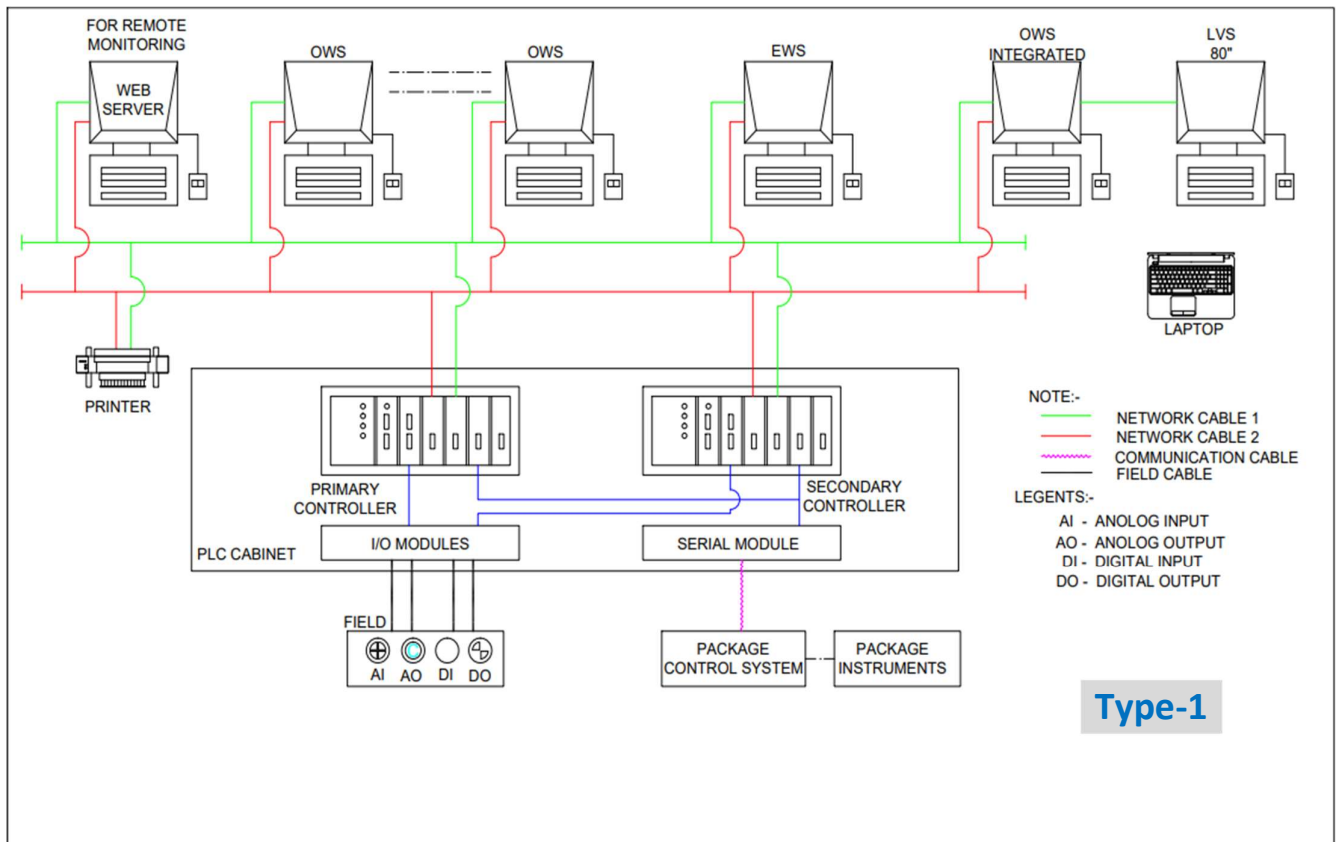 FOR REMOTE
MONITORING
WEB
SERVER
OWS
OWS
EWS
OWS
INTEGRATED
LVS
80"
LAPTOP
PRINTER
PRIMARY
CONTROLLER
SECONDARY
CONTROLLER
PLC CABINET
I/O MODULES
SERIAL MODULE
FIELD
AI
AO
DI
DO
PACKAGE
CONTROL SYSTEM
PACKAGE
INSTRUMENTS
NOTE:-
NETWORK CABLE 1
NETWORK CABLE 2
COMMUNICATION CABLE
FIELD CABLE
LEGENTS:-
AI - ANOLOG INPUT
AO - ANOLOG OUTPUT
DI - DIGITAL INPUT
DO - DIGITAL OUTPUT
Type-1